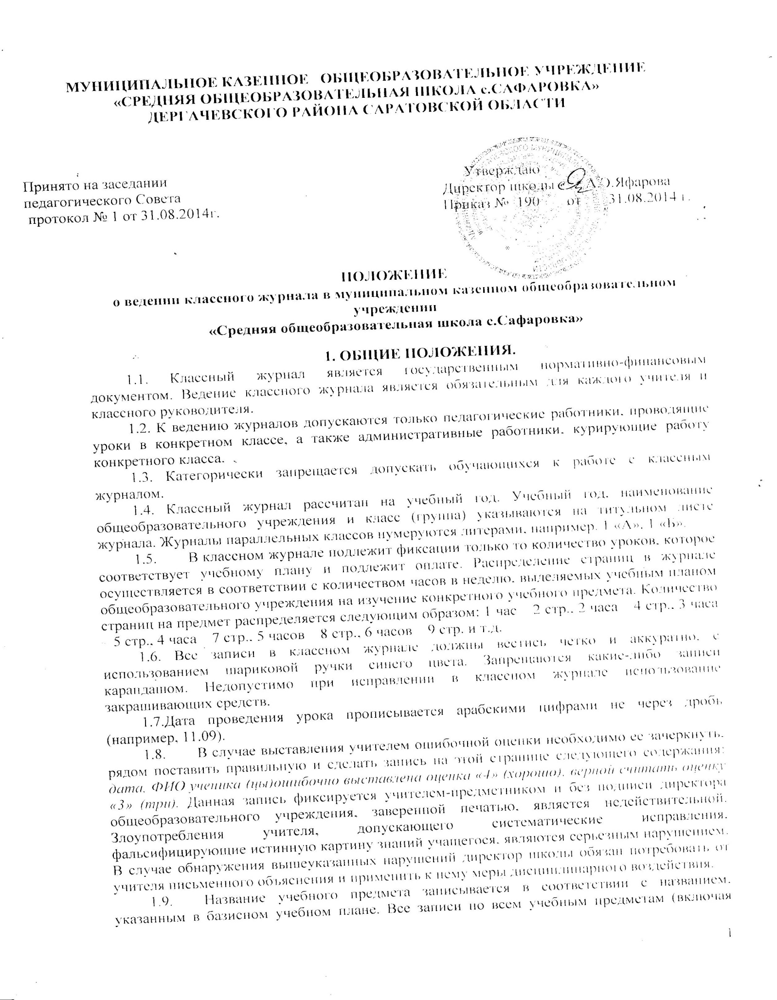 МУНИЦИПАЛЬНОЕ КАЗЕННОЕ ОБЩЕОБРАЗОВАТЕЛЬНОЕ УЧРЕЖДЕНИЕ
«СРЕДНЯЯ ОБЩЕОБРАЗОВАТЕЛЬНАЯ ШКОЛА с.САФАРОВКА»
ДЕРГАЧЕВСКОГО РАЙОНА САРАТОВСКОЙ ОБЛАСТИ
Принято на заседании
педагогического Совета
протокол № 1 от 31.08.2014г.
Утверждаю
Директор школы А.О.Яфарова
Приказ № 190 от 31.08.2014 г.
ПОЛОЖЕНИЕ
о ведении классного журнала в муниципальном казенном общеобразовательном
учреждении
«Средняя общеобразовательная школа с.Сафаровка»
1. ОБЩИЕ ПОЛОЖЕНИЯ.
1.1. Классный журнал является государственным нормативно-финансовым
документом. Ведение классного журнала является обязательным для каждого учителя и
классного руководителя.
1.2. К ведению журналов допускаются только педагогические работники, проводящие
уроки в конкретном классе, а также административные работники, курирующие работу
конкретного класса.
1.3. Категорически запрещается допускать обучающихся к работе с классным
журналом.
1.4. Классный журнал рассчитан на учебный год. Учебный год, наименование
общеобразовательного учреждения и класс (группа) указываются на титульном листе
журнала. Журналы параллельных классов нумеруются литерами, например, 1 «А», 1 «Б».
1.5. В классном журнале подлежит фиксации только то количество уроков, которое
соответствует учебному плану и подлежит оплате. Распределение страниц в журнале
осуществляется в соответствии с количеством часов в неделю, выделяемых учебным планом
общеобразовательного учреждения на изучение конкретного учебного предмета. Количество
страниц на предмет распределяется следующим образом: 1 час 2 стр., 2 часа 4 стр., 3 часа
5 стр., 4 часа 7 стр., 5 часов 8 стр., 6 часов 9 стр. и т.д.
1.6. Все записи в классном журнале должны вестись четко и аккуратно, с
использованием шариковой ручки синего цвета. Запрещаются какие-либо записи
карандашом. Недопустимо при исправлении в классном журнале использование
закрашивающих средств.
1.7.Дата проведения урока прописывается арабскими цифрами не через дробь
(например, 11.09).
1.8. В случае выставления учителем ошибочной оценки необходимо ее зачеркнуть,
рядом поставить правильную и сделать запись на этой странице следующего содержания:
дата, ФИО ученика (цы)ошибочно выставлена оценка «4» (хорошо), верной считать оценку
«3» (три). Данная запись фиксируется учителем-предметником и без подписи директора
общеобразовательного учреждения, заверенной печатью, является недействительной.
Злоупотребления учителя, допускающего систематические исправления,
фальсифицирующие истинную картину знаний учащегося, являются серьезным нарушением.
В случае обнаружения вышеуказанных нарушений директор школы обязан потребовать от
учителя письменного объяснения и применить к нему меры дисциплинарного воздействия.
1.9. Название учебного предмета записывается в соответствии с названием,
указанным в базисном учебном плане. Все записи по всем учебным предметам (включая
1